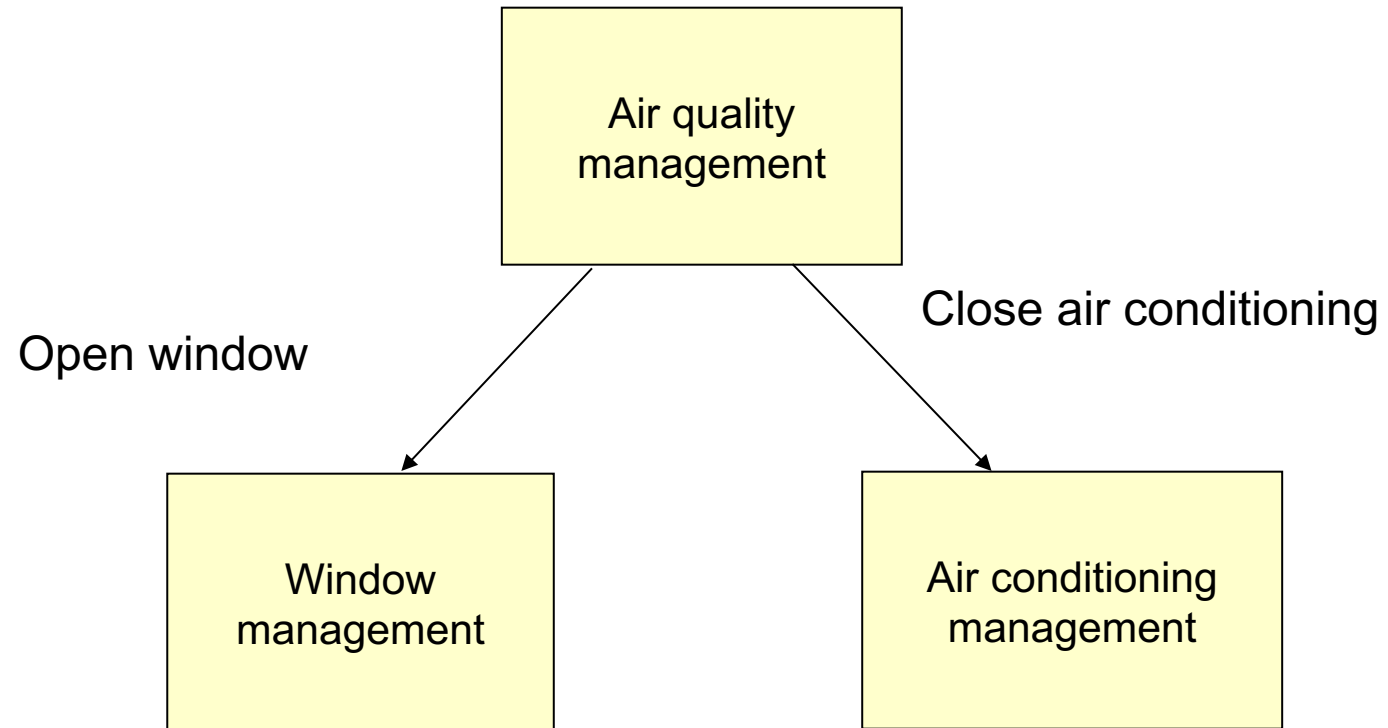 Air quality
management
Close air conditioning
Open window
Window
management
Air conditioning
management